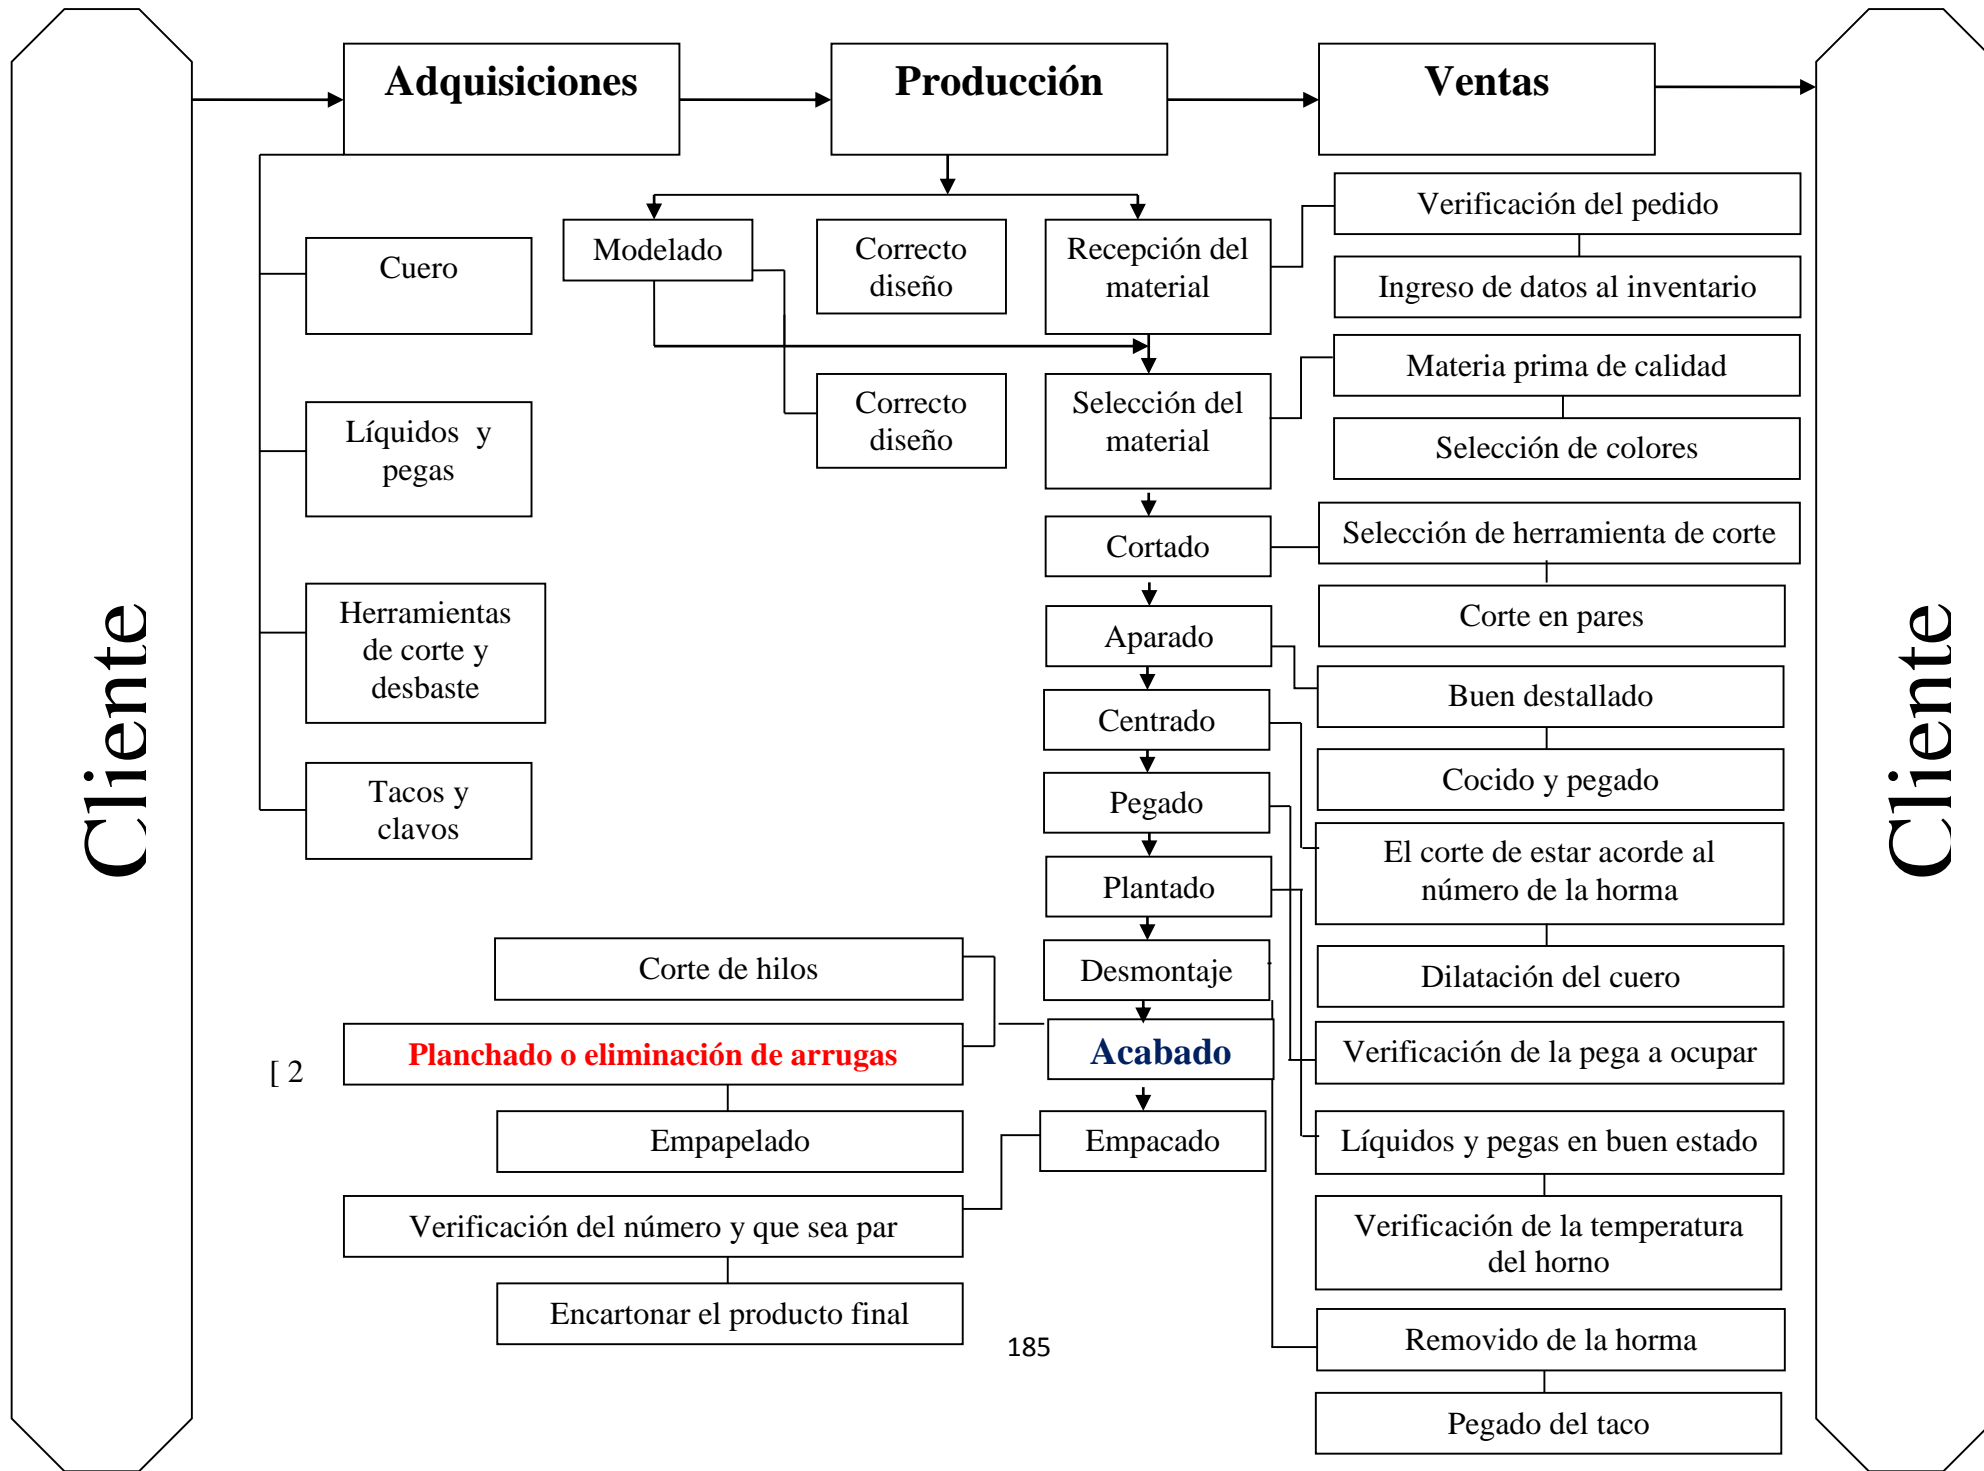 Cliente
Adquisiciones
Producción
Ventas
Cuero
Líquidos y
pegas
Herramientas
de corte y
desbaste
Tacos y
clavos
Modelado
Correcto
diseño
Correcto
diseño
Recepción del
material
Selección del
material
Cortado
Aparado
Centrado
Pegado
Plantado
Desmontaje
Acabado
Empacado
Verificación del pedido
Ingreso de datos al inventario
Materia prima de calidad
Selección de colores
Selección de herramienta de corte
Corte en pares
Buen destallado
Cocido y pegado
El corte de estar acorde al
número de la horma
Dilatación del cuero
Verificación de la pega a ocupar
Líquidos y pegas en buen estado
Verificación de la temperatura
del horno
Removido de la horma
Pegado del taco
Corte de hilos
Planchado o eliminación de arrugas
[ 2
Empapelado
Verificación del número y que sea par
Encartonar el producto final
185
Cliente